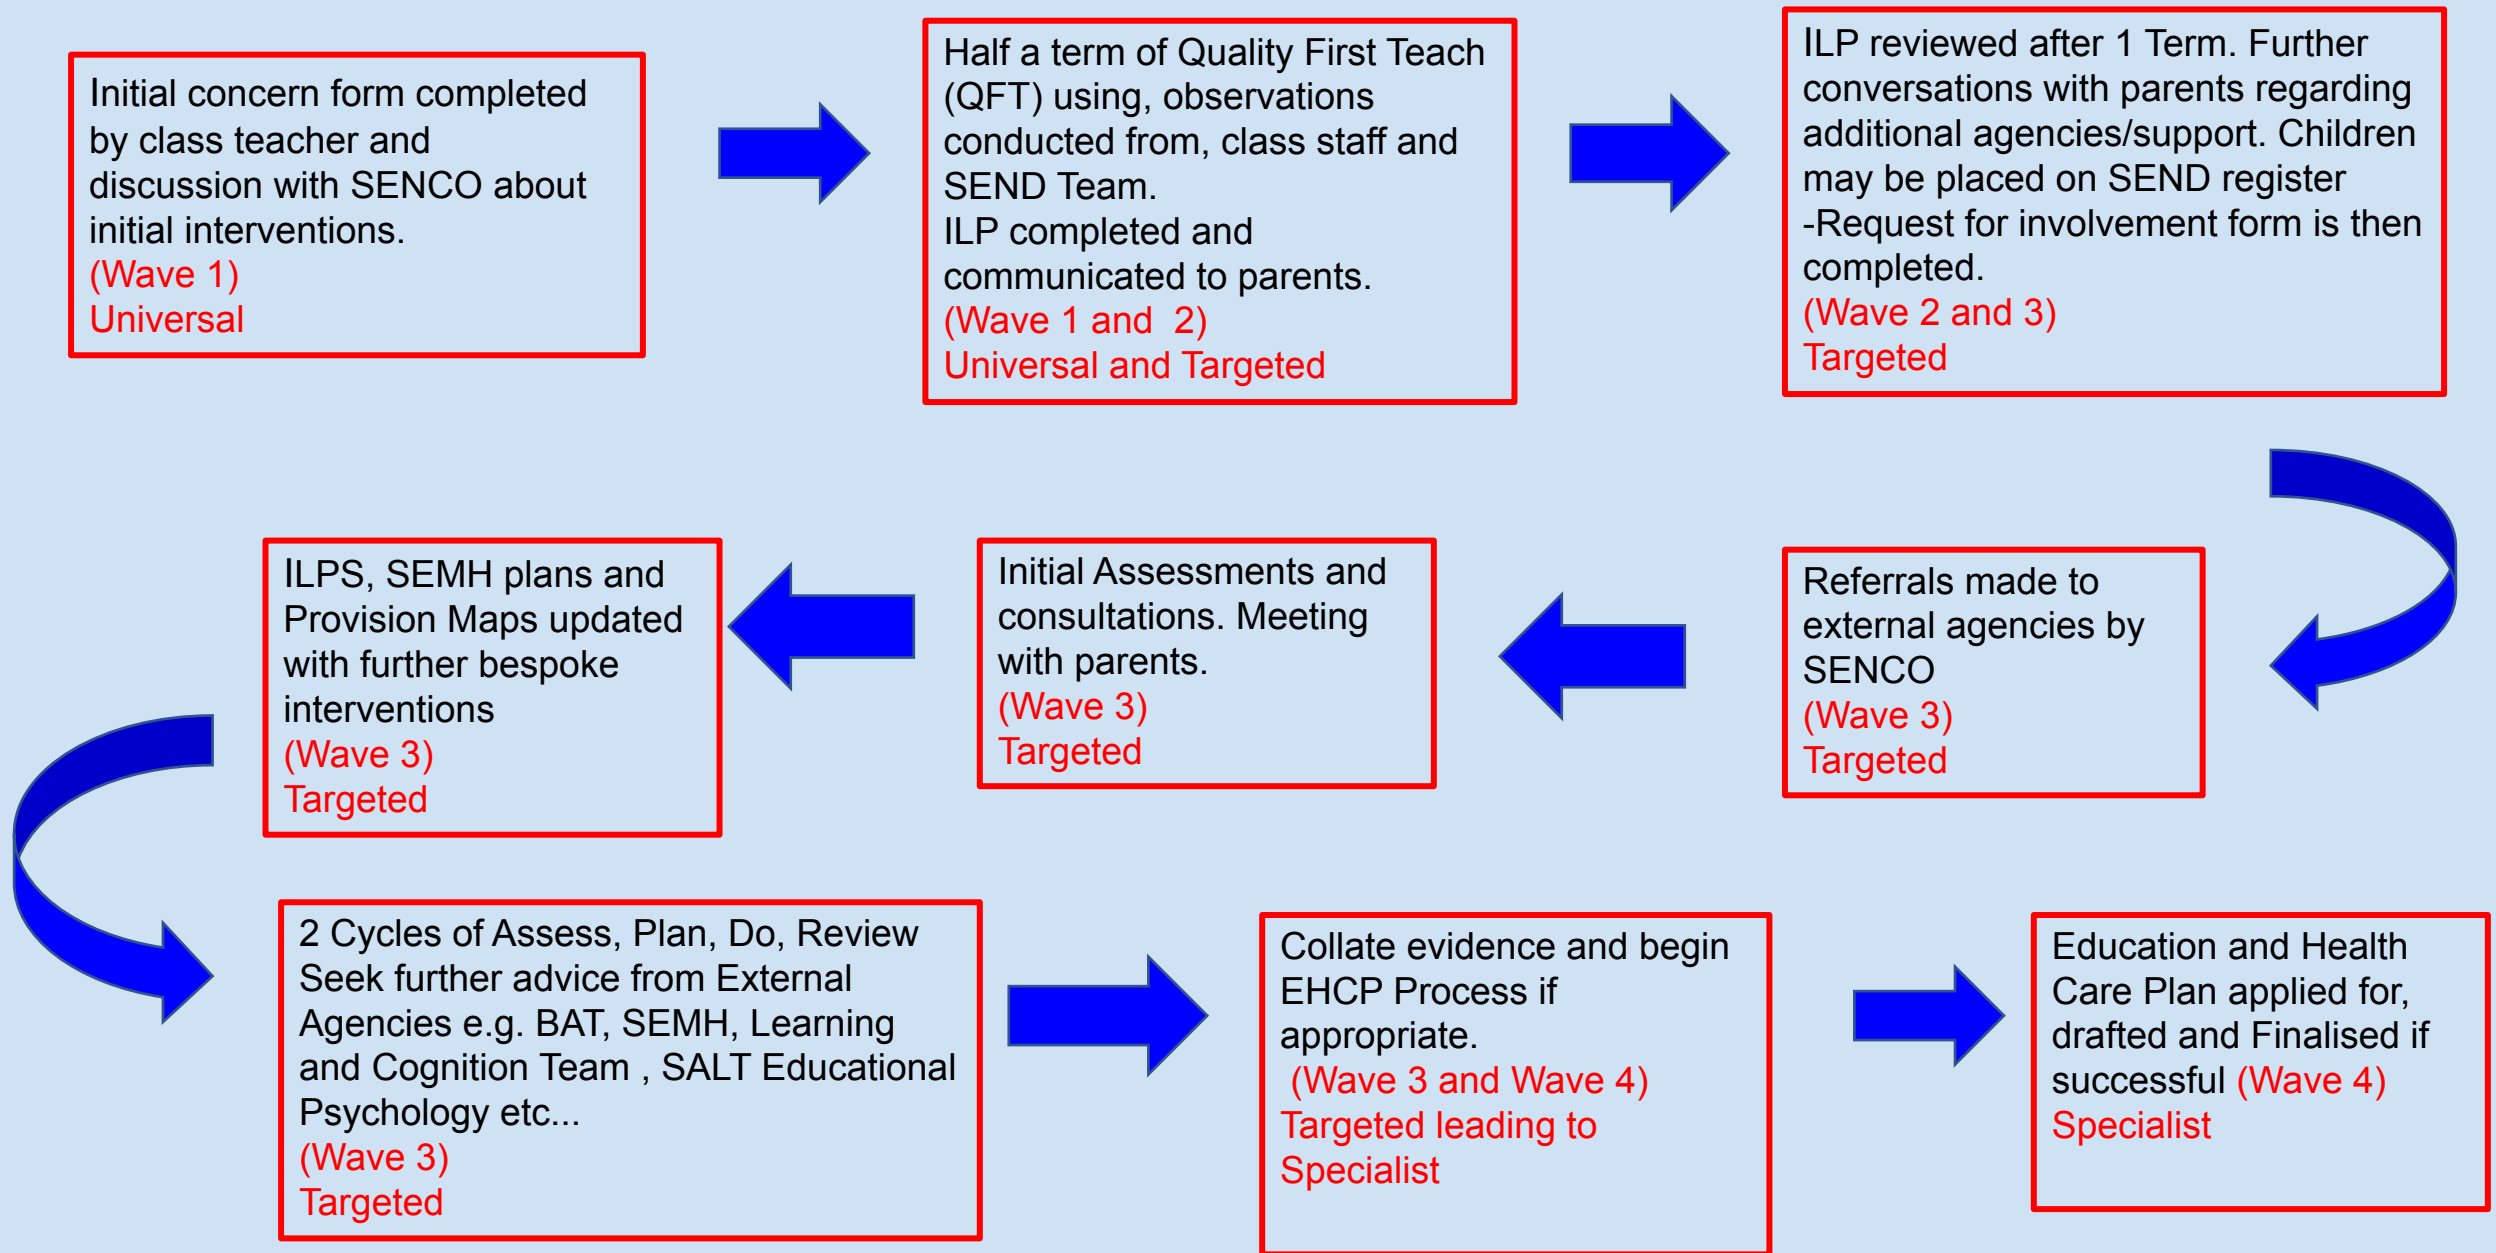 Initial concern form completed
by class teacher and
discussion with SENCO about
initial interventions.
(Wave 1)
Universal
Half a term of Quality First Teach
(QFT) using, observations
conducted from, class staff and
SEND Team.
ILP completed and
communicated to parents.
(Wave 1 and  2)
Universal and Targeted
ILP reviewed after 1 Term. Further
conversations with parents regarding
additional agencies/support. Children
may be placed on SEND register
-Request for involvement form is then
completed.
(Wave 2 and 3)
Targeted
Referrals made to
external agencies by
SENCO
(Wave 3)
Targeted
Initial Assessments and
consultations. Meeting
with parents.
(Wave 3)
Targeted
ILPS, SEMH plans and
Provision Maps updated
with further bespoke
interventions
(Wave 3)
Targeted
2 Cycles of Assess, Plan, Do, Review
Seek further advice from External
Agencies e.g. BAT, SEMH, Learning
and Cognition Team , SALT Educational
Psychology etc...
(Wave 3)
Targeted
Collate evidence and begin
EHCP Process if
appropriate.
(Wave 3 and Wave 4)
Targeted leading to
Specialist
Education and Health
Care Plan applied for,
drafted and Finalised if
successful (Wave 4)
Specialist